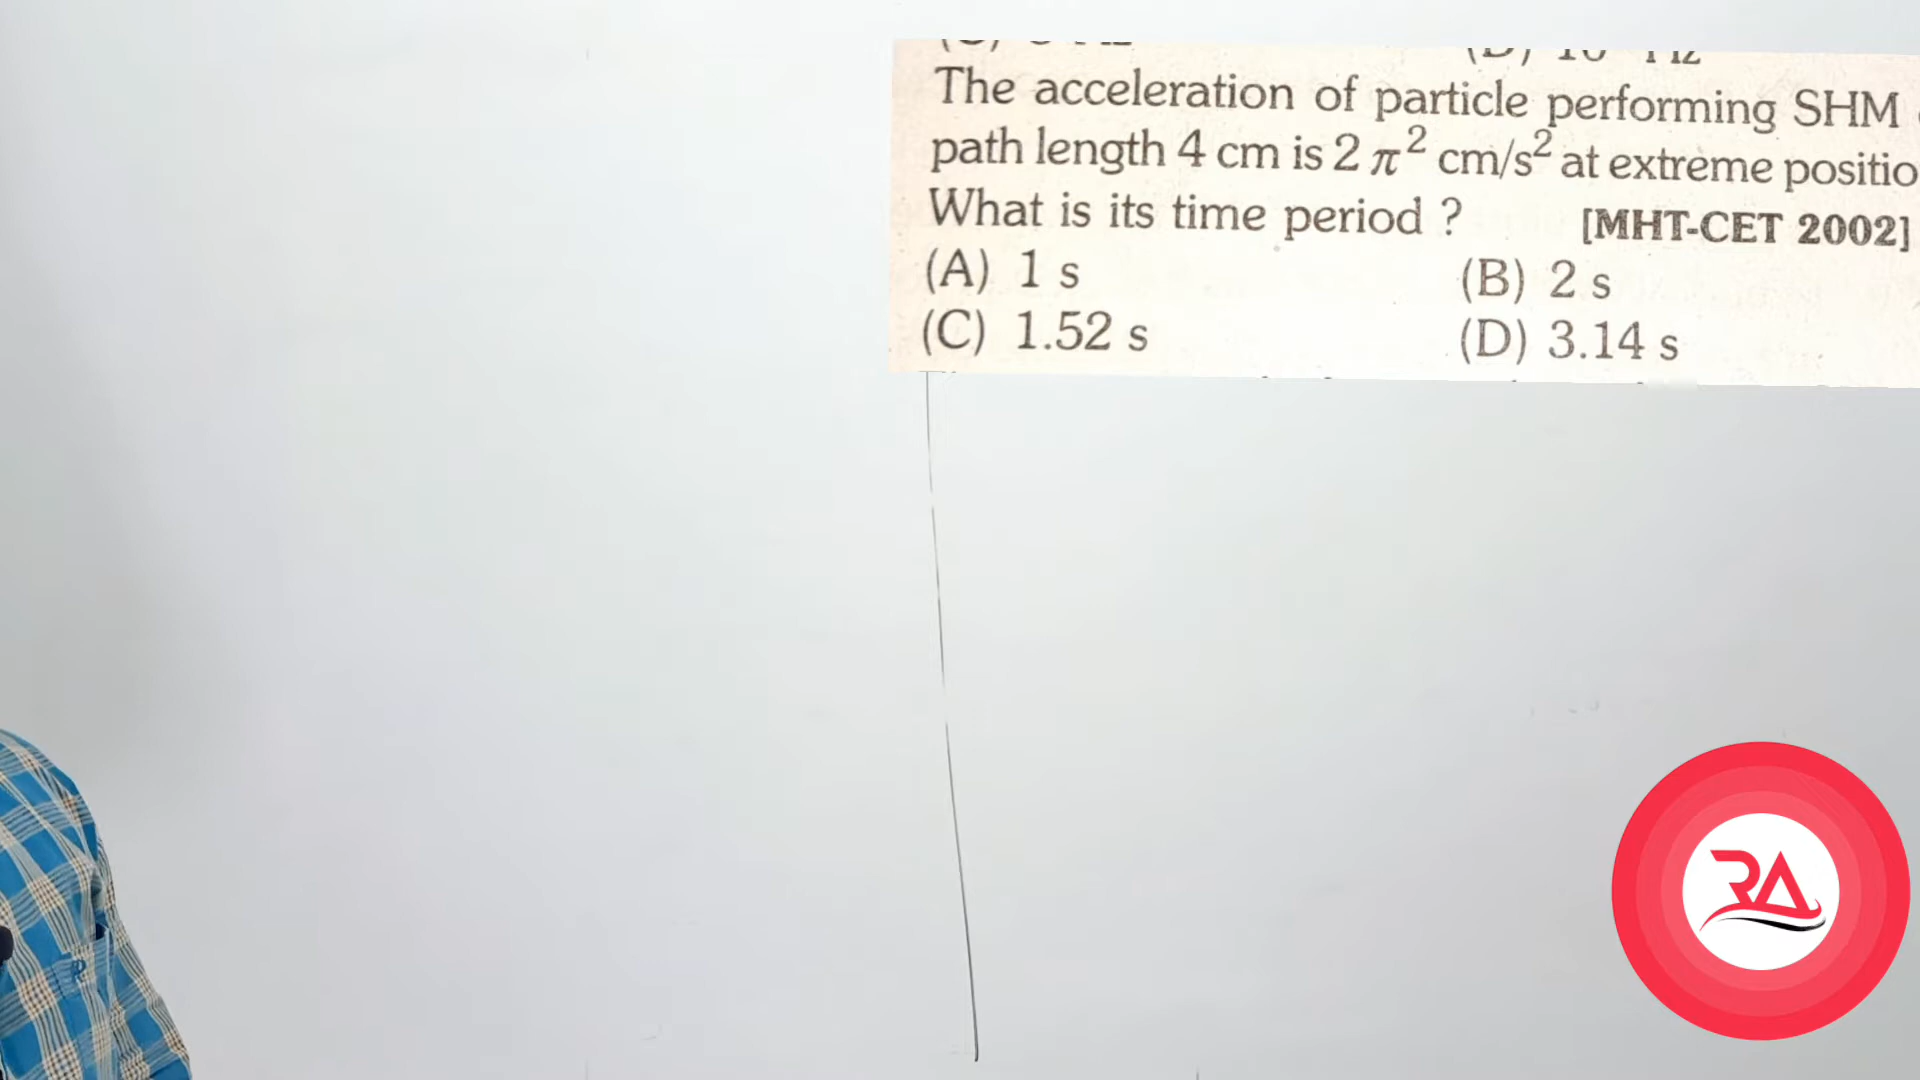 The acceleration of particle performing SHM
path length 4 cm is 2 π² cm/s² at extreme positio
What is its time period ? [MHT-CET 2002]
(A) 1 s (B) 2 s
(C) 1.52 s (D) 3.14 s
RA